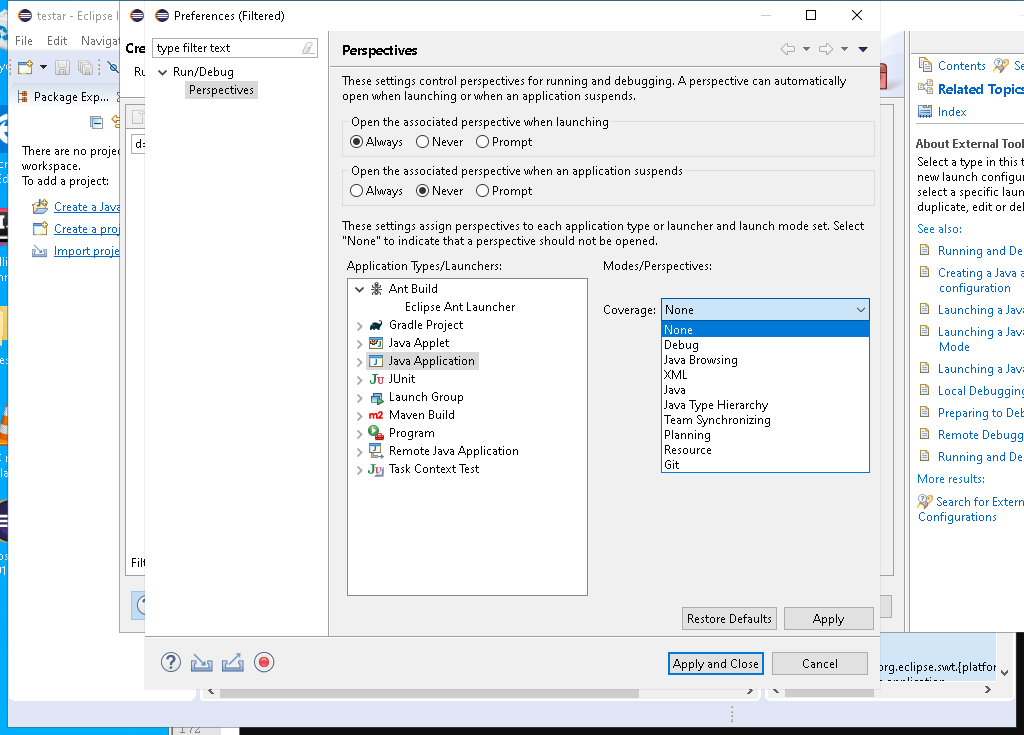 testar - Eclipse I
File Edit Navigat
Package Exp...
There are no proje
workspace.
To add a project:
Create a Java
Create a proj
Import proje
Cre
Ru
d:
Filt
Preferences (Filtered)
type filter text
Run/Debug
Perspectives
Perspectives
These settings control perspectives for running and debugging. A perspective can automatically
open when launching or when an application suspends.
Open the associated perspective when launching
Always Never Prompt
Open the associated perspective when an application suspends
Always Never Prompt
These settings assign perspectives to each application type or launcher and launch mode set. Select
"None" to indicate that a perspective should not be opened.
Application Types/Launchers:
Ant Build
Eclipse Ant Launcher
Gradle Project
Java Applet
Java Application
JUnit
Launch Group
Maven Build
Program
Remote Java Application
Task Context Test
Modes/Perspectives:
Coverage: None
None
Debug
Java Browsing
XML
Java
Java Type Hierarchy
Team Synchronizing
Planning
Resource
Git
Restore Defaults Apply
Apply and Close Cancel
Contents Se
Related Topics
Index
About External Tool
Select a type in this t
new launch configur
select a specific laun
duplicate, edit or del
See also:
Running and De
Creating a Java a
configuration
Launching a Java
Launching a Java
Mode
Launching a Java
Local Debugging
Preparing to Deb
Remote Debugg
Running and De
More results:
Search for Extern
Configurations
org.eclipse.swt.{platfor
172